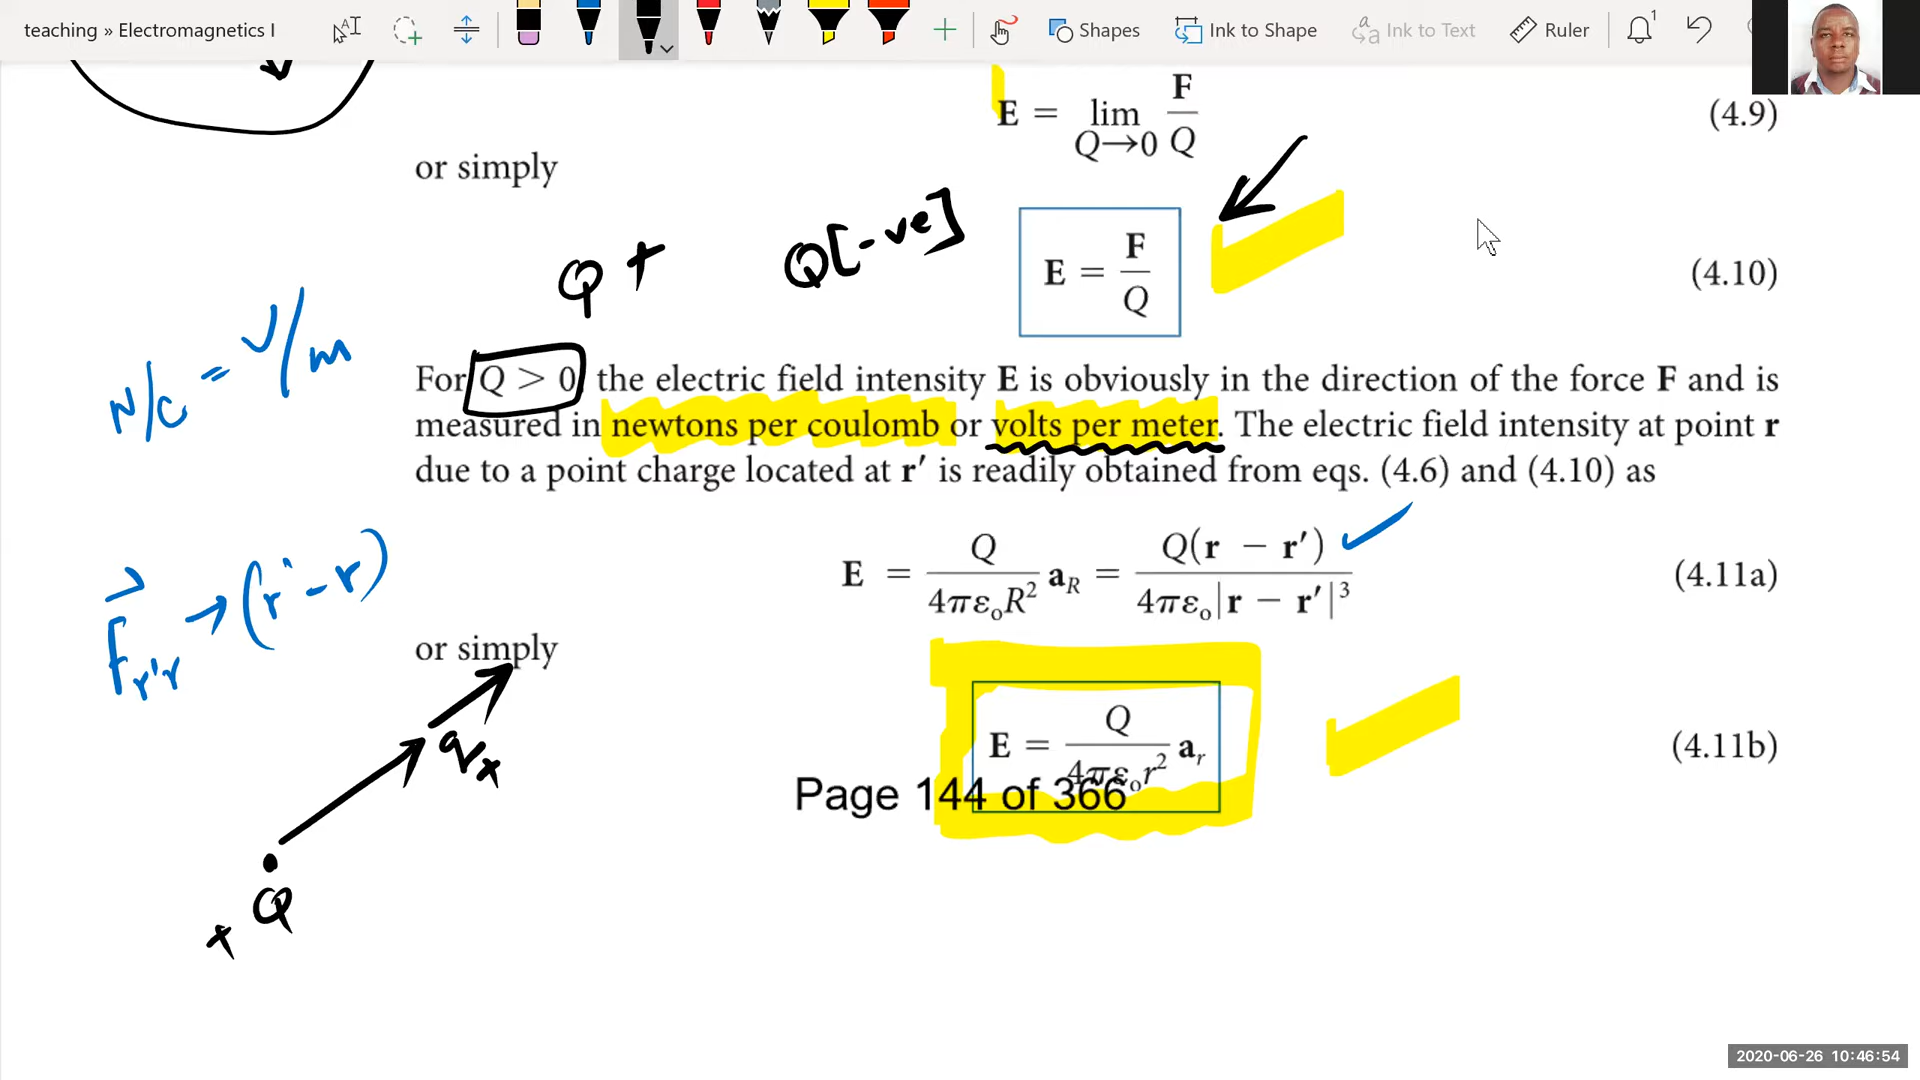 teaching » Electromagnetics I
Ink to Shape
Ink to Text
Shapes
Ruler
1
E = lim Q→0 F/Q (4.9)
or simply
Q +
Q[-ve]
E = F/Q (4.10)
N/C = V/m
For Q > 0, the electric field intensity E is obviously in the direction of the force F and is
measured in newtons per coulomb or volts per meter. The electric field intensity at point r
due to a point charge located at r′ is readily obtained from eqs. (4.6) and (4.10) as
E = Q/4πε₀R² a_R = Q(r − r′)/4πε₀|r − r′|³ (4.11a)
F r'r → (r' - r)
or simply
E = Q/4πε₀r² a_r (4.11b)
Page 144 of 366
Q
+
2020-06-26 10:46:54